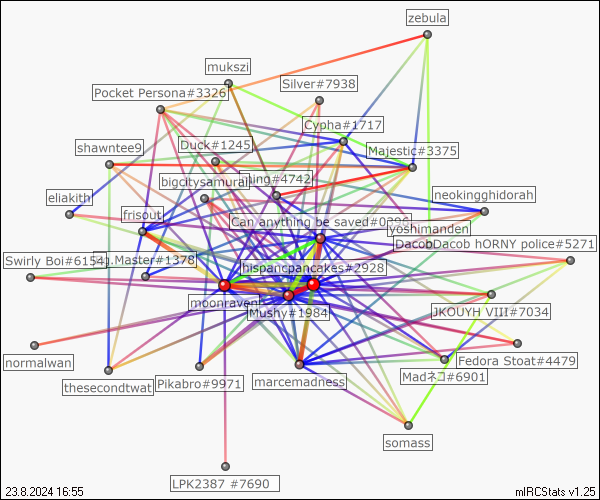 zebula
mukszi
Silver#7938
Pocket Persona#3326
Cypha#1717
Duck#1245
shawntee9
Majestic#3375
bigcitysamurai
ning#4742
eliakith
neokingghidorah
frisout
Can anything be saved#0296
yoshimanden
DacobDacob hORNY police#5271
Swirly Boi#6154
.g.Master#1378
hispancpancakes#2928
moonraven
Mushy#1984
JKOUYH VIII#7034
normalwan
Fedora Stoat#4479
thesecondtwat
Pikabro#9971
marcemadness
Madネコ#6901
somass
LPK2387 #7690
23.8.2024 16:55
mIRCStats v1.25